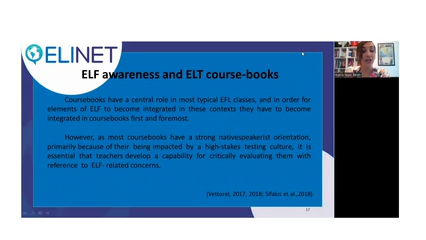 ELINET
ELF awareness and ELT course-books
Coursebooks have a central role in most typical EFL classes, and in order for
elements of ELF to become integrated in these contexts they have to become
integrated in coursebooks first and foremost.
However, as most coursebooks have a strong nativespeakerist orientation,
primarily because of their being impacted by a high-stakes testing culture, it is
essential that teachers develop a capability for critically evaluating them with
reference to ELF- related concerns.
(Vettorel, 2017, 2018; Sifakis et al.,2018)
17